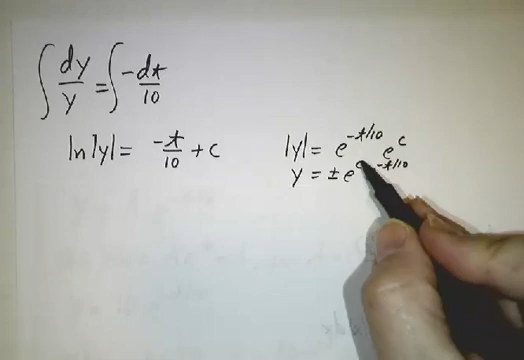 ∫ dy/y = ∫ -dt/10
ln|y| = -t/10 + c
|y| = e^(-t/10) e^c
y = ± e^c e^(-t/10)